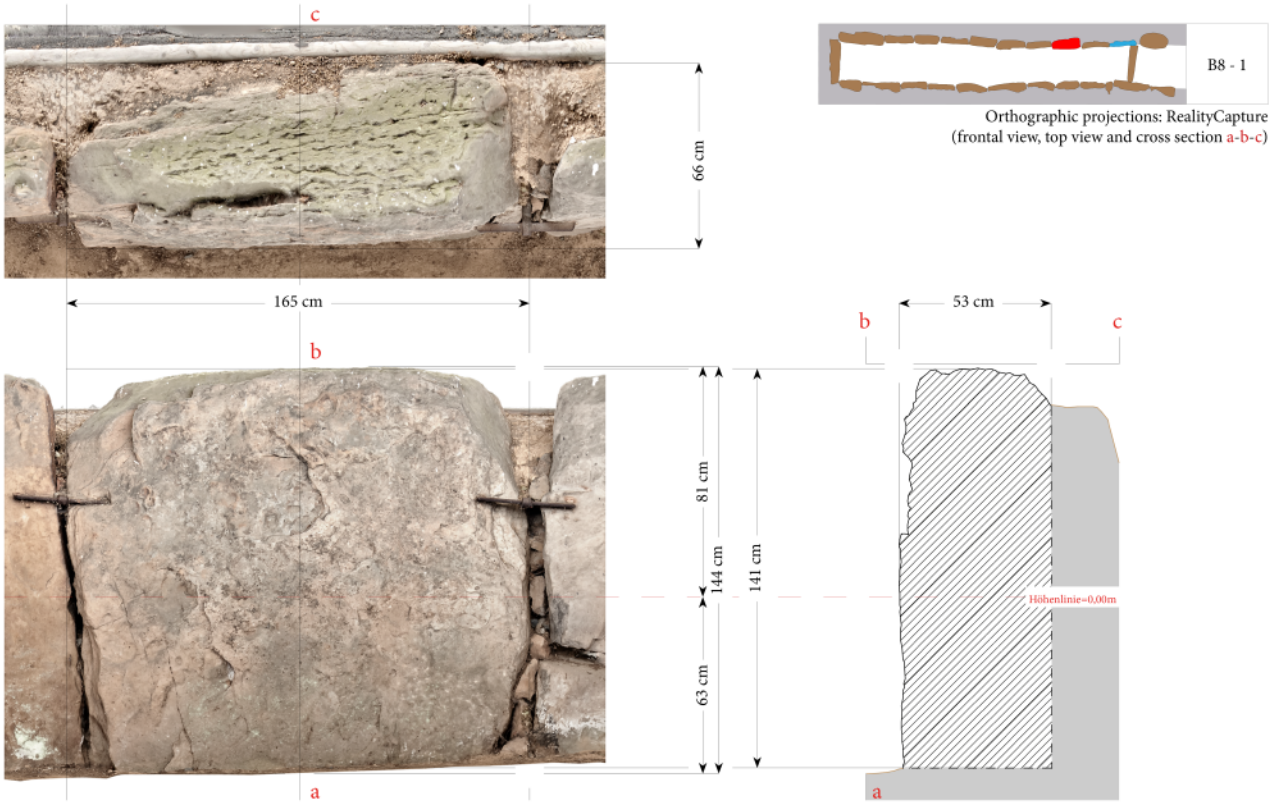 c
B8 - 1
Orthographic projections: RealityCapture
(frontal view, top view and cross section a-b-c)
66 cm
165 cm
53 cm
b
b
c
81 cm
144 cm
141 cm
63 cm
Höhenlinie=0,00m
a
a